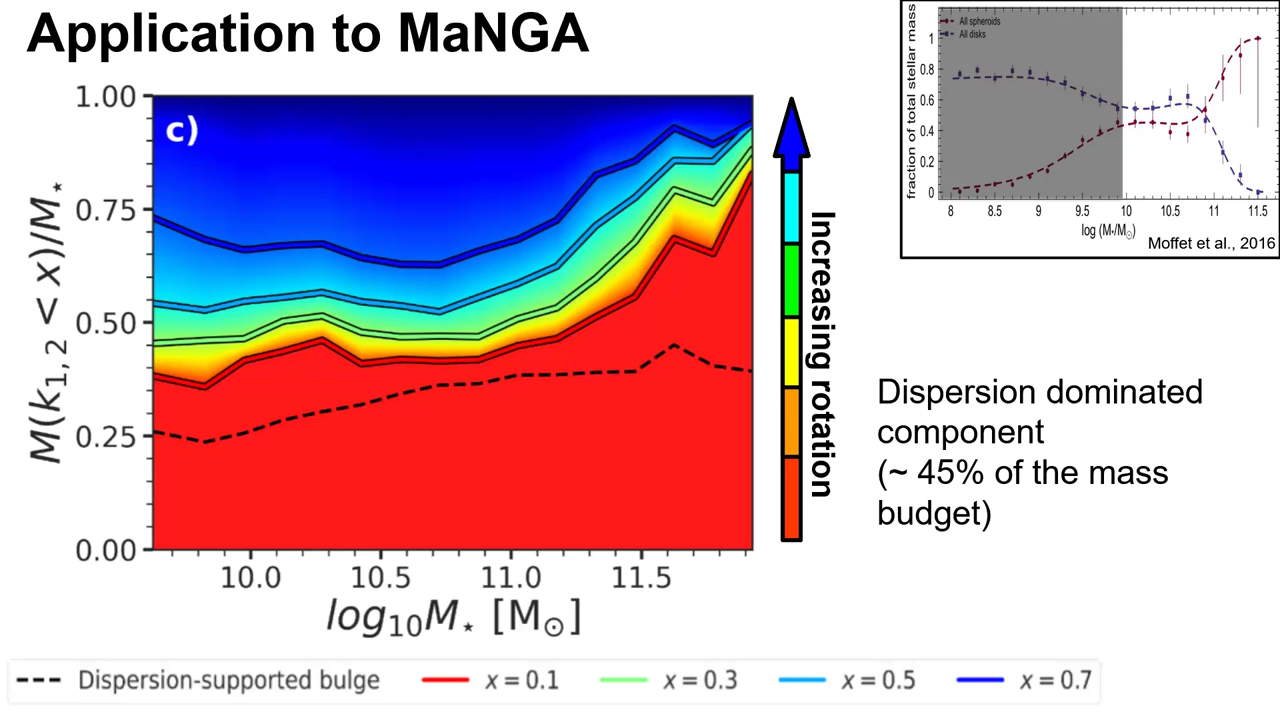 Application to MaNGA
c)
1.00
0.75
0.50
0.25
0.00
M(k1, 2 < x)/M⋆
10.0 10.5 11.0 11.5
log10M⋆ [M⊙]
Increasing rotation
Dispersion-supported bulge x = 0.1 x = 0.3 x = 0.5 x = 0.7
All spheroids
All disks
fraction of total stellar mass
1
0.8
0.6
0.4
0.2
0
8 8.5 9 9.5 10 10.5 11 11.5
log (M*/M⊙)
Moffet et al., 2016
Dispersion dominated
component
(~ 45% of the mass
budget)